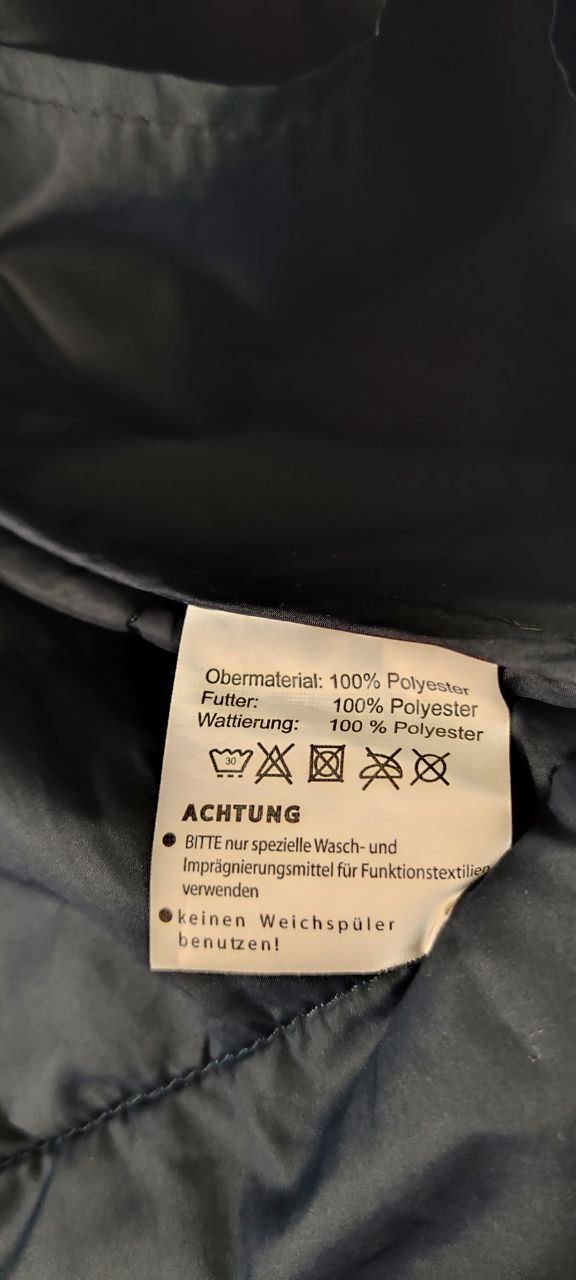 Obermaterial: 100% Polyester
Futter: 100% Polyester
Wattierung: 100 % Polyester
30
ACHTUNG
● BITTE nur spezielle Wasch- und
Imprägnierungsmittel für Funktionstextilien
verwenden
● keinen Weichspüler
benutzen!